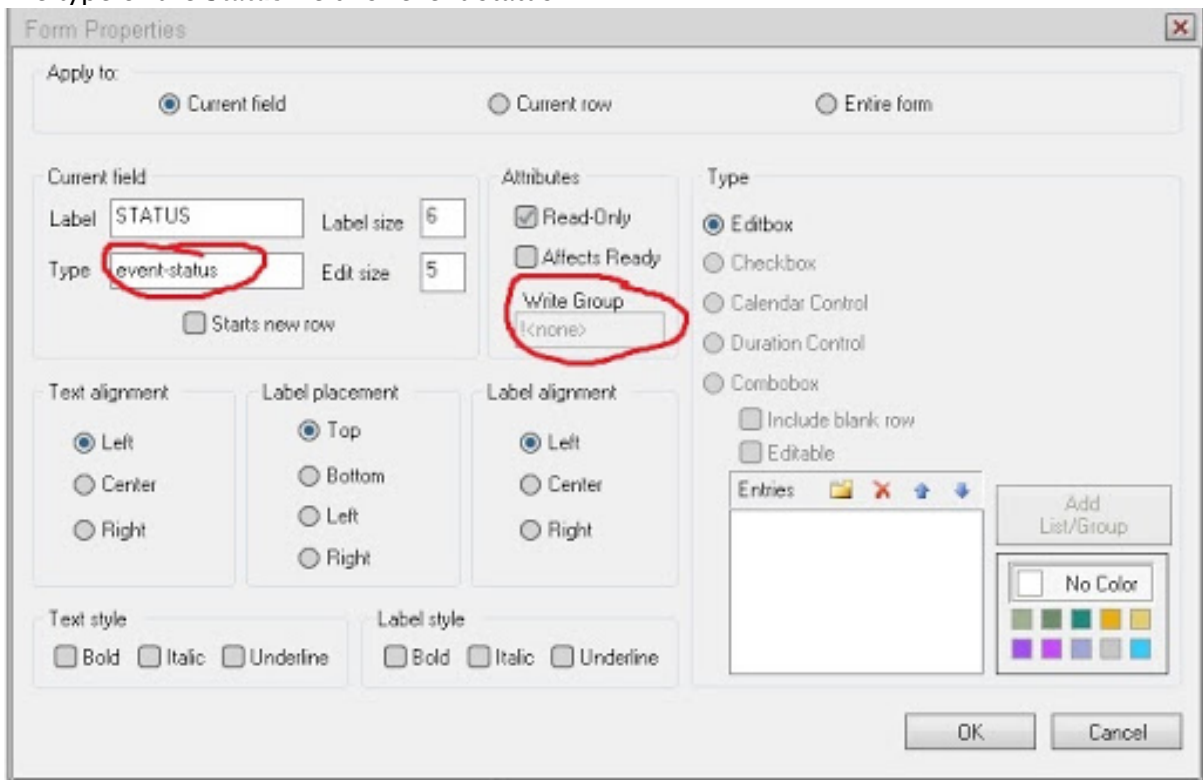 Form Properties
Apply to:
Current field Current row Entire form
Current field
Label STATUS Label size 6
Type event-status Edit size 5
Starts new row
Attributes
Read-Only
Affects Ready
Write Group
!<none>
Type
Editbox
Checkbox
Calendar Control
Duration Control
Combobox
Include blank row
Editable
Entries
Add
List/Group
No Color
Text alignment
Left
Center
Right
Label placement
Top
Bottom
Left
Right
Label alignment
Left
Center
Right
Text style
Bold Italic Underline
Label style
Bold Italic Underline
OK Cancel